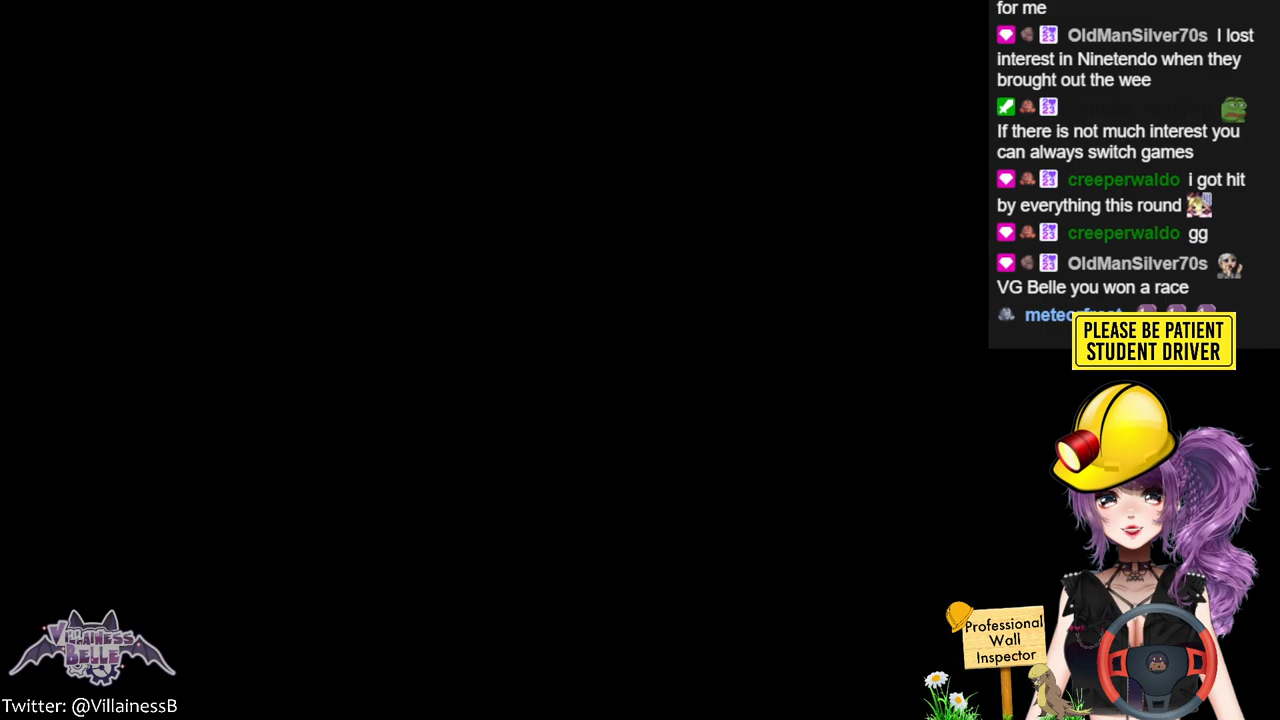 for me
OldManSilver70s I lost
interest in Ninetendo when they
brought out the wee
If there is not much interest you
can always switch games
creeperwaldo i got hit
by everything this round
creeperwaldo gg
OldManSilver70s
VG Belle you won a race
PLEASE BE PATIENT
STUDENT DRIVER
Professional
Wall
Inspector
VILLAINESS
BELLE
Twitter: @VillainessB